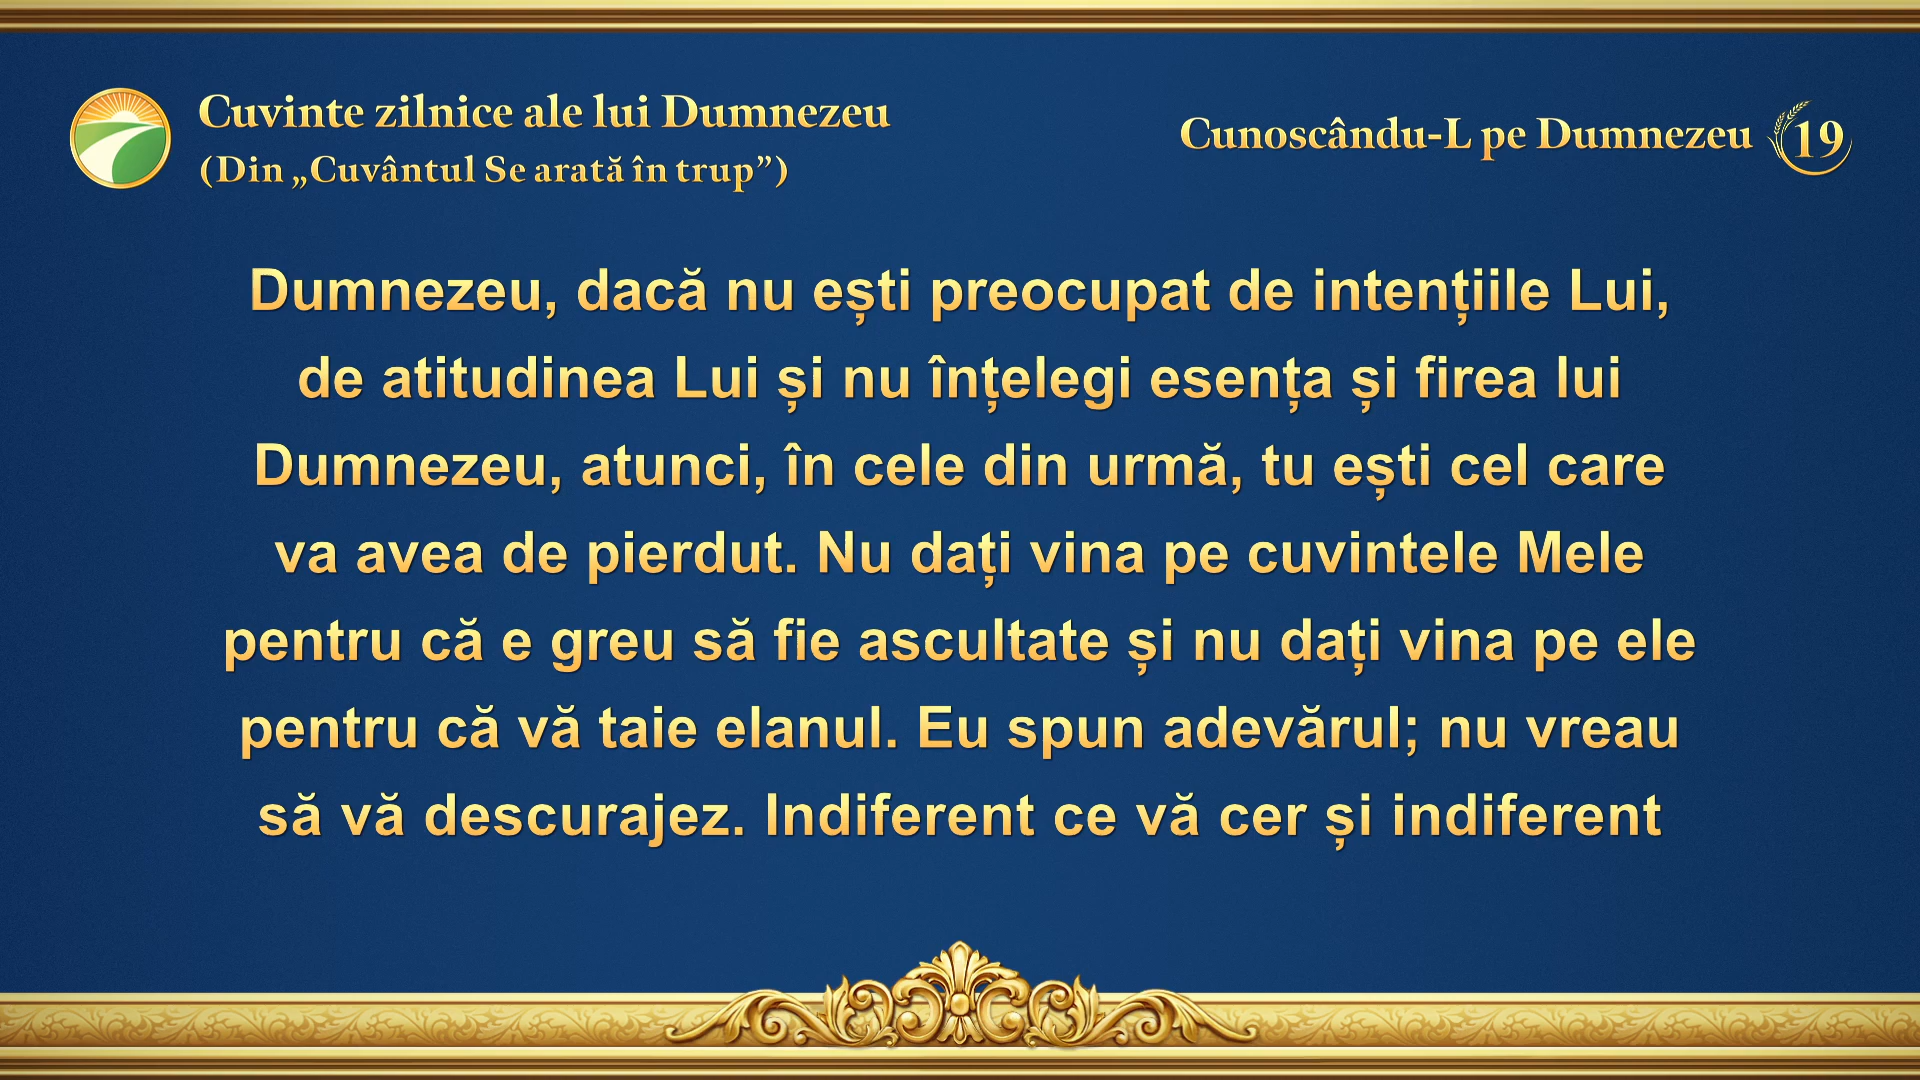 Cuvinte zilnice ale lui Dumnezeu
(Din „Cuvântul Se arată în trup”)
Cunoscându-L pe Dumnezeu 19
Dumnezeu, dacă nu ești preocupat de intențiile Lui,
de atitudinea Lui și nu înțelegi esența și firea lui
Dumnezeu, atunci, în cele din urmă, tu ești cel care
va avea de pierdut. Nu dați vina pe cuvintele Mele
pentru că e greu să fie ascultate și nu dați vina pe ele
pentru că vă taie elanul. Eu spun adevărul; nu vreau
să vă descurajez. Indiferent ce vă cer și indiferent